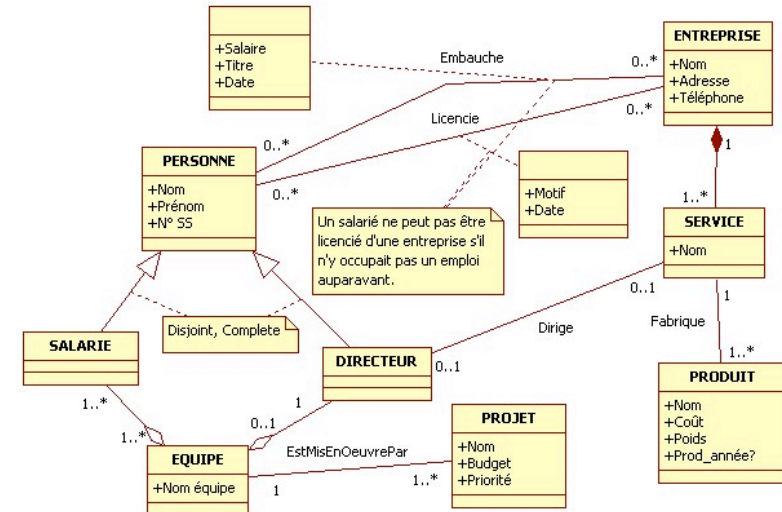 +Salaire
+Titre
+Date
Embauche
0..*
ENTREPRISE
+Nom
+Adresse
+Téléphone
Licencie
0..*
0..*
0..*
1
PERSONNE
+Nom
+Prénom
+N° SS
+Motif
+Date
Un salarié ne peut pas être
licencié d'une entreprise s'il
n'y occupait pas un emploi
auparavant.
1..*
SERVICE
+Nom
0..1
1
Disjoint, Complete
Dirige
Fabrique
SALARIE
DIRECTEUR
0..1
1..*
PRODUIT
+Nom
+Coût
+Poids
+Prod_année?
1..*
1
1..*
0..1
PROJET
+Nom
+Budget
+Priorité
EstMisEnOeuvrePar
EQUIPE
+Nom équipe
1
1..*